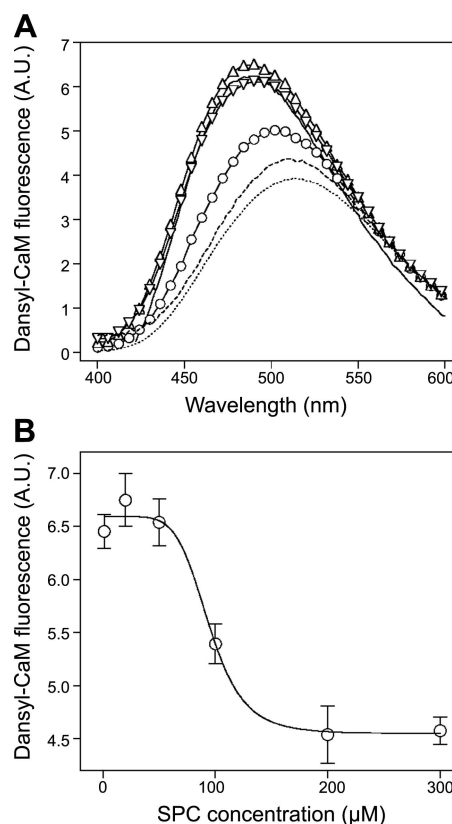 A
Dansyl-CaM fluorescence (A.U.)
7
6
5
4
3
2
1
0
400 450 500 550 600
Wavelength (nm)
B
Dansyl-CaM fluorescence (A.U.)
7.0
6.5
6.0
5.5
5.0
4.5
0 100 200 300
SPC concentration (µM)